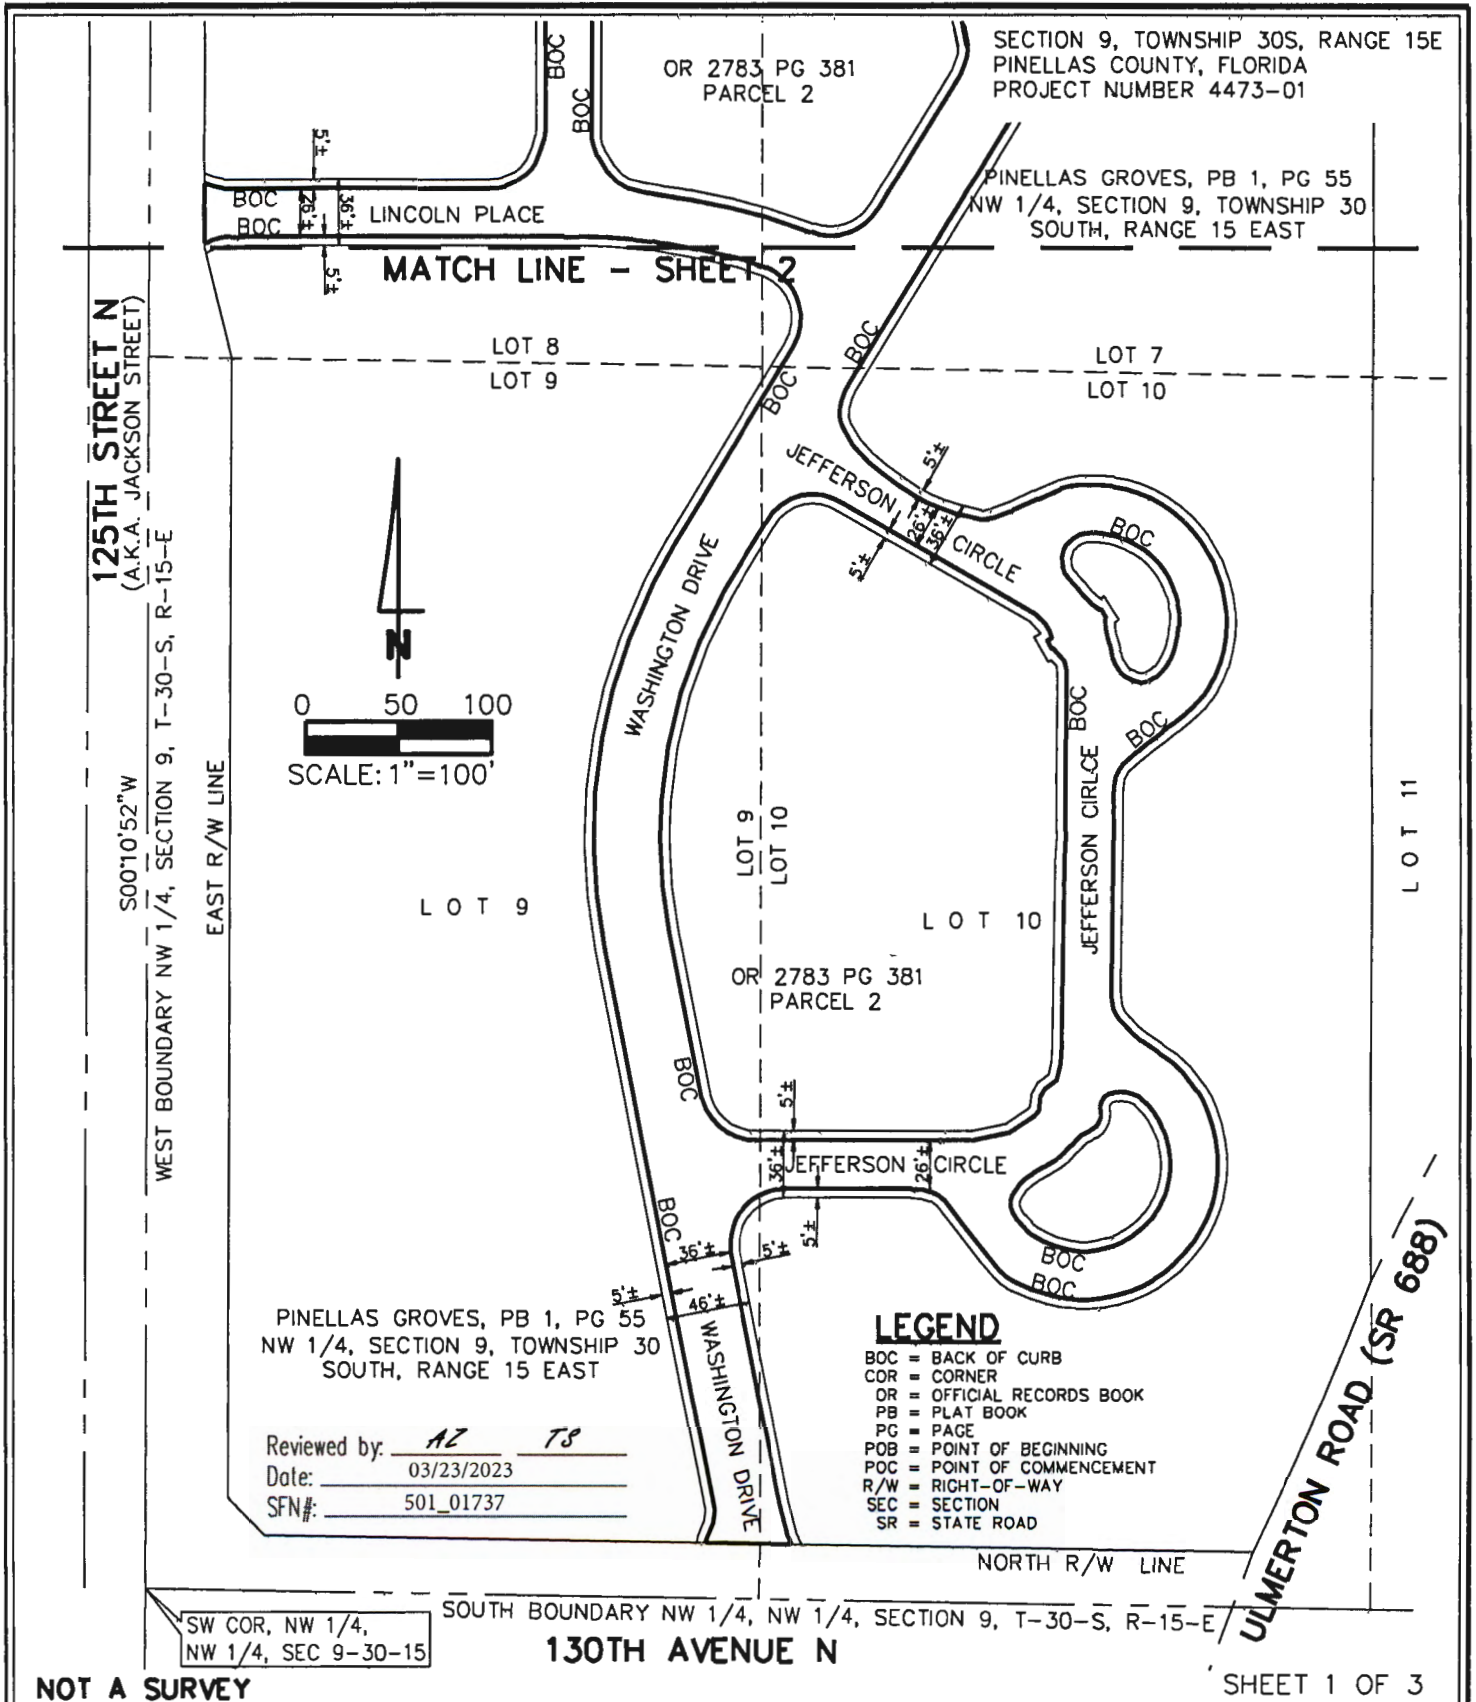 SECTION 9, TOWNSHIP 30S, RANGE 15E
PINELLAS COUNTY, FLORIDA
PROJECT NUMBER 4473-01
OR 2783 PG 381
PARCEL 2
BOC
BOC
PINELLAS GROVES, PB 1, PG 55
NW 1/4, SECTION 9, TOWNSHIP 30
SOUTH, RANGE 15 EAST
5'±
BOC
BOC
26'±
36'±
LINCOLN PLACE
5'±
MATCH LINE - SHEET 2
125TH STREET N
(A.K.A. JACKSON STREET)
LOT 8
LOT 9
LOT 7
LOT 10
BOC
BOC
JEFFERSON CIRCLE
5'±
26'±
36'±
5'±
BOC
N
WASHINGTON DRIVE
0 50 100
SCALE: 1"=100'
BOC
BOC
JEFFERSON CIRLCE
S00°10'52"W
WEST BOUNDARY NW 1/4, SECTION 9, T-30-S, R-15-E
EAST R/W LINE
LOT 9
LOT 10
LOT 11
LOT 9
LOT 10
OR 2783 PG 381
PARCEL 2
BOC
5'±
36'±
JEFFERSON CIRCLE
26'±
5'±
BOC
36'±
5'±
5'±
46'±
BOC
BOC
WASHINGTON DRIVE
PINELLAS GROVES, PB 1, PG 55
NW 1/4, SECTION 9, TOWNSHIP 30
SOUTH, RANGE 15 EAST
LEGEND
BOC = BACK OF CURB
COR = CORNER
OR = OFFICIAL RECORDS BOOK
PB = PLAT BOOK
PG = PAGE
POB = POINT OF BEGINNING
POC = POINT OF COMMENCEMENT
R/W = RIGHT-OF-WAY
SEC = SECTION
SR = STATE ROAD
ULMERTON ROAD (SR 688)
Reviewed by: AZ TS
Date: 03/23/2023
SFN#: 501_01737
NORTH R/W LINE
SOUTH BOUNDARY NW 1/4, NW 1/4, SECTION 9, T-30-S, R-15-E
SW COR, NW 1/4,
NW 1/4, SEC 9-30-15
130TH AVENUE N
NOT A SURVEY
SHEET 1 OF 3